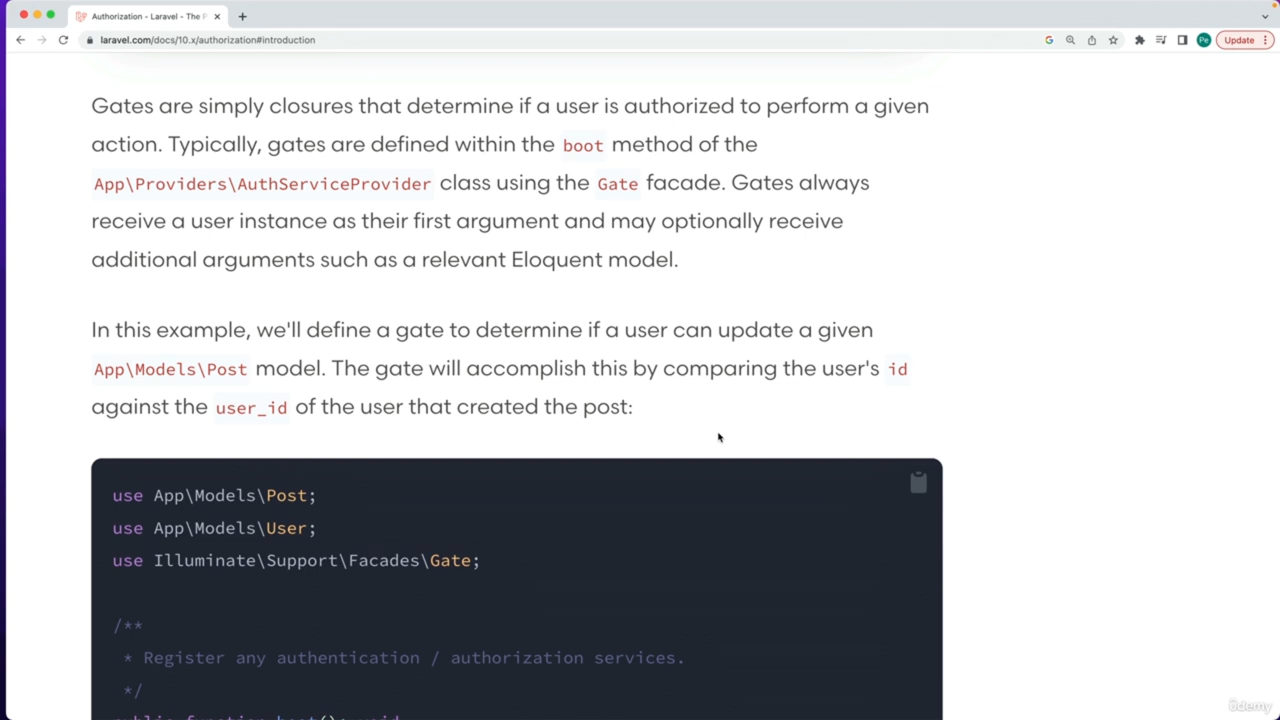 Authorization - Laravel - The P
laravel.com/docs/10.x/authorization#introduction
Pe
Update
Gates are simply closures that determine if a user is authorized to perform a given
action. Typically, gates are defined within the boot method of the
App\Providers\AuthServiceProvider class using the Gate facade. Gates always
receive a user instance as their first argument and may optionally receive
additional arguments such as a relevant Eloquent model.
In this example, we'll define a gate to determine if a user can update a given
App\Models\Post model. The gate will accomplish this by comparing the user's id
against the user_id of the user that created the post:
use App\Models\Post;
use App\Models\User;
use Illuminate\Support\Facades\Gate;
/**
* Register any authentication / authorization services.
*/
public function boot(): void
ûdemy